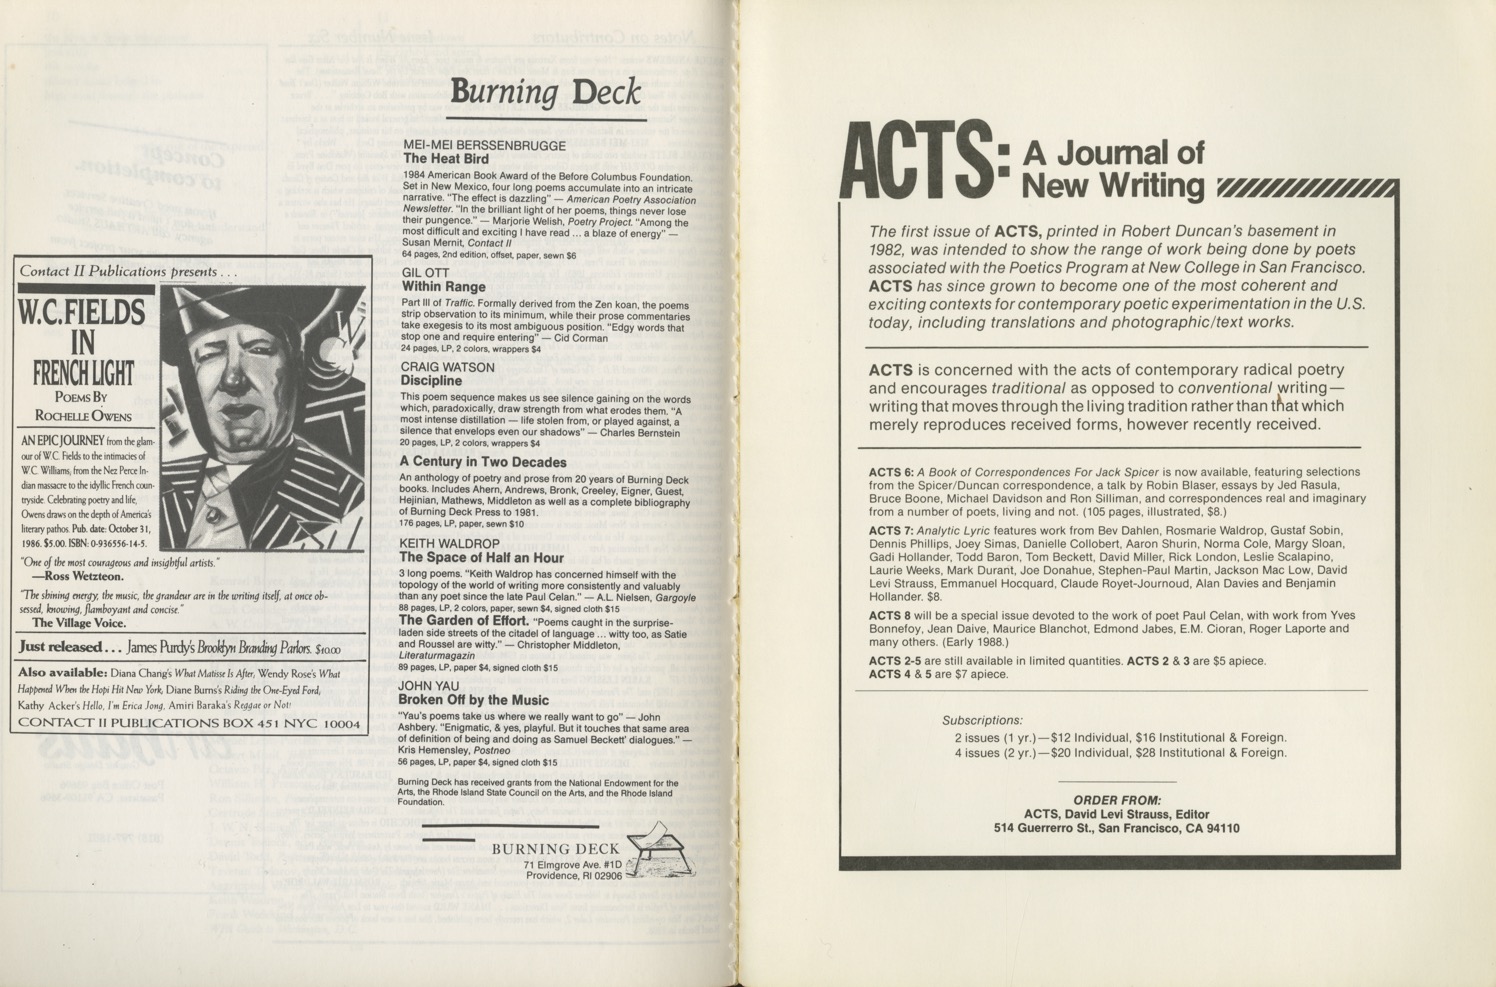 Contact II Publications presents . . .
W.C. FIELDS
IN
FRENCH LIGHT
POEMS BY
ROCHELLE OWENS
AN EPIC JOURNEY from the glam-
our of W.C. Fields to the intimacies of
W.C. Williams; from the Nez Perce In-
dian massacre to the idyllic French coun-
tryside. Celebrating poetry and life,
Owens draws on the depth of America's
literary pathos. Pub. date: October 31,
1986. $5.00. ISBN: 0-936556-14-5.
"One of the most courageous and insightful artists."
—Ross Wetzteon.
"The shining energy, the music, the grandeur are in the writing itself, at once ob-
sessed, knowing, flamboyant and concise."
The Village Voice.
Just released . . . James Purdy's Brooklyn Branding Parlors. $10.00
Also available: Diana Chang's What Matisse Is After, Wendy Rose's What
Happened When the Hopi Hit New York, Diane Burns's Riding the One-Eyed Ford,
Kathy Acker's Hello, I'm Erica Jong, Amiri Baraka's Reggae or Not!
CONTACT II PUBLICATIONS BOX 451 NYC 10004
Burning Deck
MEI-MEI BERSSENBRUGGE
The Heat Bird
1984 American Book Award of the Before Columbus Foundation.
Set in New Mexico, four long poems accumulate into an intricate
narrative. "The effect is dazzling" — American Poetry Association
Newsletter. "In the brilliant light of her poems, things never lose
their pungence." — Marjorie Welish, Poetry Project. "Among the
most difficult and exciting I have read ... a blaze of energy" —
Susan Mernit, Contact II
64 pages, 2nd edition, offset, paper, sewn $6
GIL OTT
Within Range
Part III of Traffic. Formally derived from the Zen koan, the poems
strip observation to its minimum, while their prose commentaries
take exegesis to its most ambiguous position. "Edgy words that
stop one and require entering" — Cid Corman
24 pages, LP, 2 colors, wrappers $4
CRAIG WATSON
Discipline
This poem sequence makes us see silence gaining on the words
which, paradoxically, draw strength from what erodes them. "A
most intense distillation — life stolen from, or played against, a
silence that envelops even our shadows" — Charles Bernstein
20 pages, LP, 2 colors, wrappers $4
A Century in Two Decades
An anthology of poetry and prose from 20 years of Burning Deck
books. Includes Ahern, Andrews, Bronk, Creeley, Eigner, Guest,
Hejinian, Mathews, Middleton as well as a complete bibliography
of Burning Deck Press to 1981.
176 pages, LP, paper, sewn $10
KEITH WALDROP
The Space of Half an Hour
3 long poems. "Keith Waldrop has concerned himself with the
topology of the world of writing more consistently and valuably
than any poet since the late Paul Celan." — A.L. Nielsen, Gargoyle
88 pages, LP, 2 colors, paper, sewn $4, signed cloth $15
The Garden of Effort. "Poems caught in the surprise-
laden side streets of the citadel of language ... witty too, as Satie
and Roussel are witty." — Christopher Middleton,
Literaturmagazin
89 pages, LP, paper $4, signed cloth $15
JOHN YAU
Broken Off by the Music
"Yau's poems take us where we really want to go" — John
Ashbery. "Enigmatic, & yes, playful. But it touches that same area
of definition of being and doing as Samuel Beckett' dialogues." —
Kris Hemensley, Postneo
56 pages, LP, paper $4, signed cloth $15
Burning Deck has received grants from the National Endowment for the
Arts, the Rhode Island State Council on the Arts, and the Rhode Island
Foundation.
BURNING DECK
71 Elmgrove Ave. #1D
Providence, RI 02906
ACTS: A Journal of
New Writing
The first issue of ACTS, printed in Robert Duncan's basement in
1982, was intended to show the range of work being done by poets
associated with the Poetics Program at New College in San Francisco.
ACTS has since grown to become one of the most coherent and
exciting contexts for contemporary poetic experimentation in the U.S.
today, including translations and photographic/text works.
ACTS is concerned with the acts of contemporary radical poetry
and encourages traditional as opposed to conventional writing—
writing that moves through the living tradition rather than that which
merely reproduces received forms, however recently received.
ACTS 6: A Book of Correspondences For Jack Spicer is now available, featuring selections
from the Spicer/Duncan correspondence, a talk by Robin Blaser, essays by Jed Rasula,
Bruce Boone, Michael Davidson and Ron Silliman, and correspondences real and imaginary
from a number of poets, living and not. (105 pages, illustrated, $8.)
ACTS 7: Analytic Lyric features work from Bev Dahlen, Rosmarie Waldrop, Gustaf Sobin,
Dennis Phillips, Joey Simas, Danielle Collobert, Aaron Shurin, Norma Cole, Margy Sloan,
Gadi Hollander, Todd Baron, Tom Beckett, David Miller, Rick London, Leslie Scalapino,
Laurie Weeks, Mark Durant, Joe Donahue, Stephen-Paul Martin, Jackson Mac Low, David
Levi Strauss, Emmanuel Hocquard, Claude Royet-Journoud, Alan Davies and Benjamin
Hollander. $8.
ACTS 8 will be a special issue devoted to the work of poet Paul Celan, with work from Yves
Bonnefoy, Jean Daive, Maurice Blanchot, Edmond Jabes, E.M. Cioran, Roger Laporte and
many others. (Early 1988.)
ACTS 2-5 are still available in limited quantities. ACTS 2 & 3 are $5 apiece.
ACTS 4 & 5 are $7 apiece.
Subscriptions:
2 issues (1 yr.)—$12 Individual, $16 Institutional & Foreign.
4 issues (2 yr.)—$20 Individual, $28 Institutional & Foreign.
ORDER FROM:
ACTS, David Levi Strauss, Editor
514 Guerrerro St., San Francisco, CA 94110